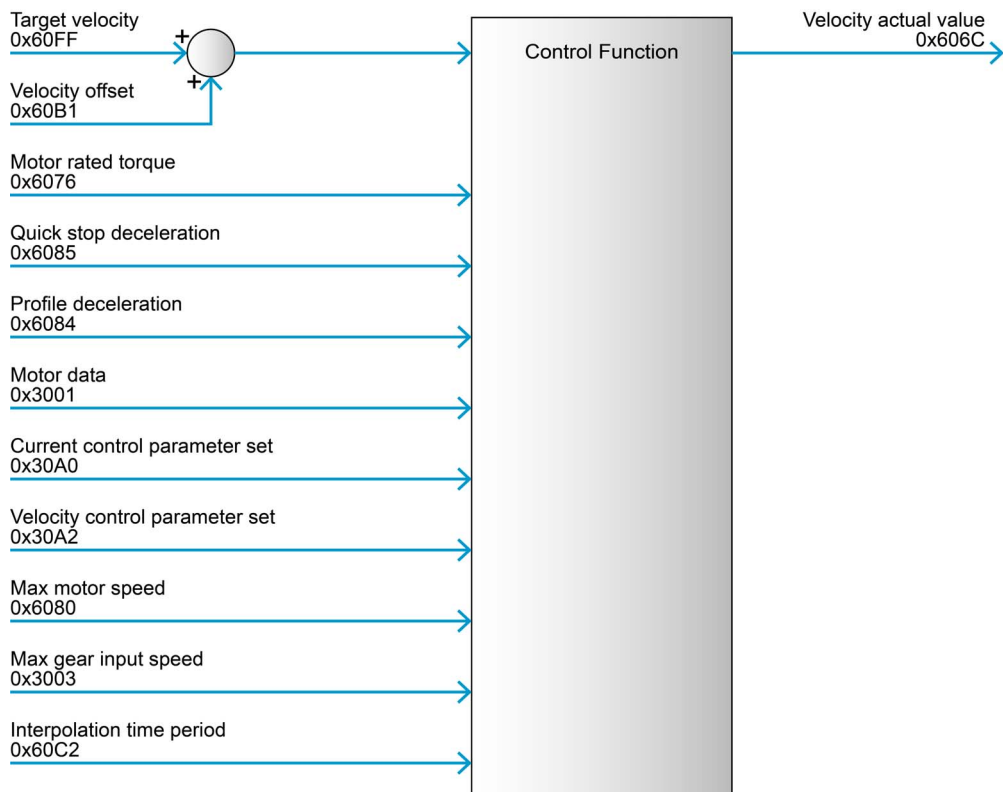 Target velocity
0x60FF
+
+
Velocity offset
0x60B1
Motor rated torque
0x6076
Quick stop deceleration
0x6085
Profile deceleration
0x6084
Motor data
0x3001
Current control parameter set
0x30A0
Velocity control parameter set
0x30A2
Max motor speed
0x6080
Max gear input speed
0x3003
Interpolation time period
0x60C2
Control Function
Velocity actual value
0x606C